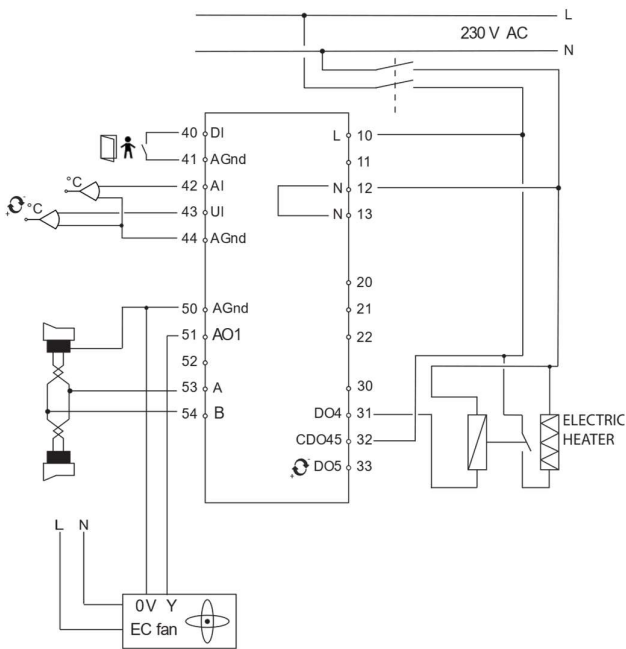 L
230 V AC
N
40 DI
L 10
41 AGnd
11
°C
42 AI
N 12
°C
43 UI
N 13
44 AGnd
20
50 AGnd
21
51 AO1
22
52
53 A
30
54 B
DO4 31
ELECTRIC
CDO45 32
HEATER
DO5 33
L N
0V Y
EC fan